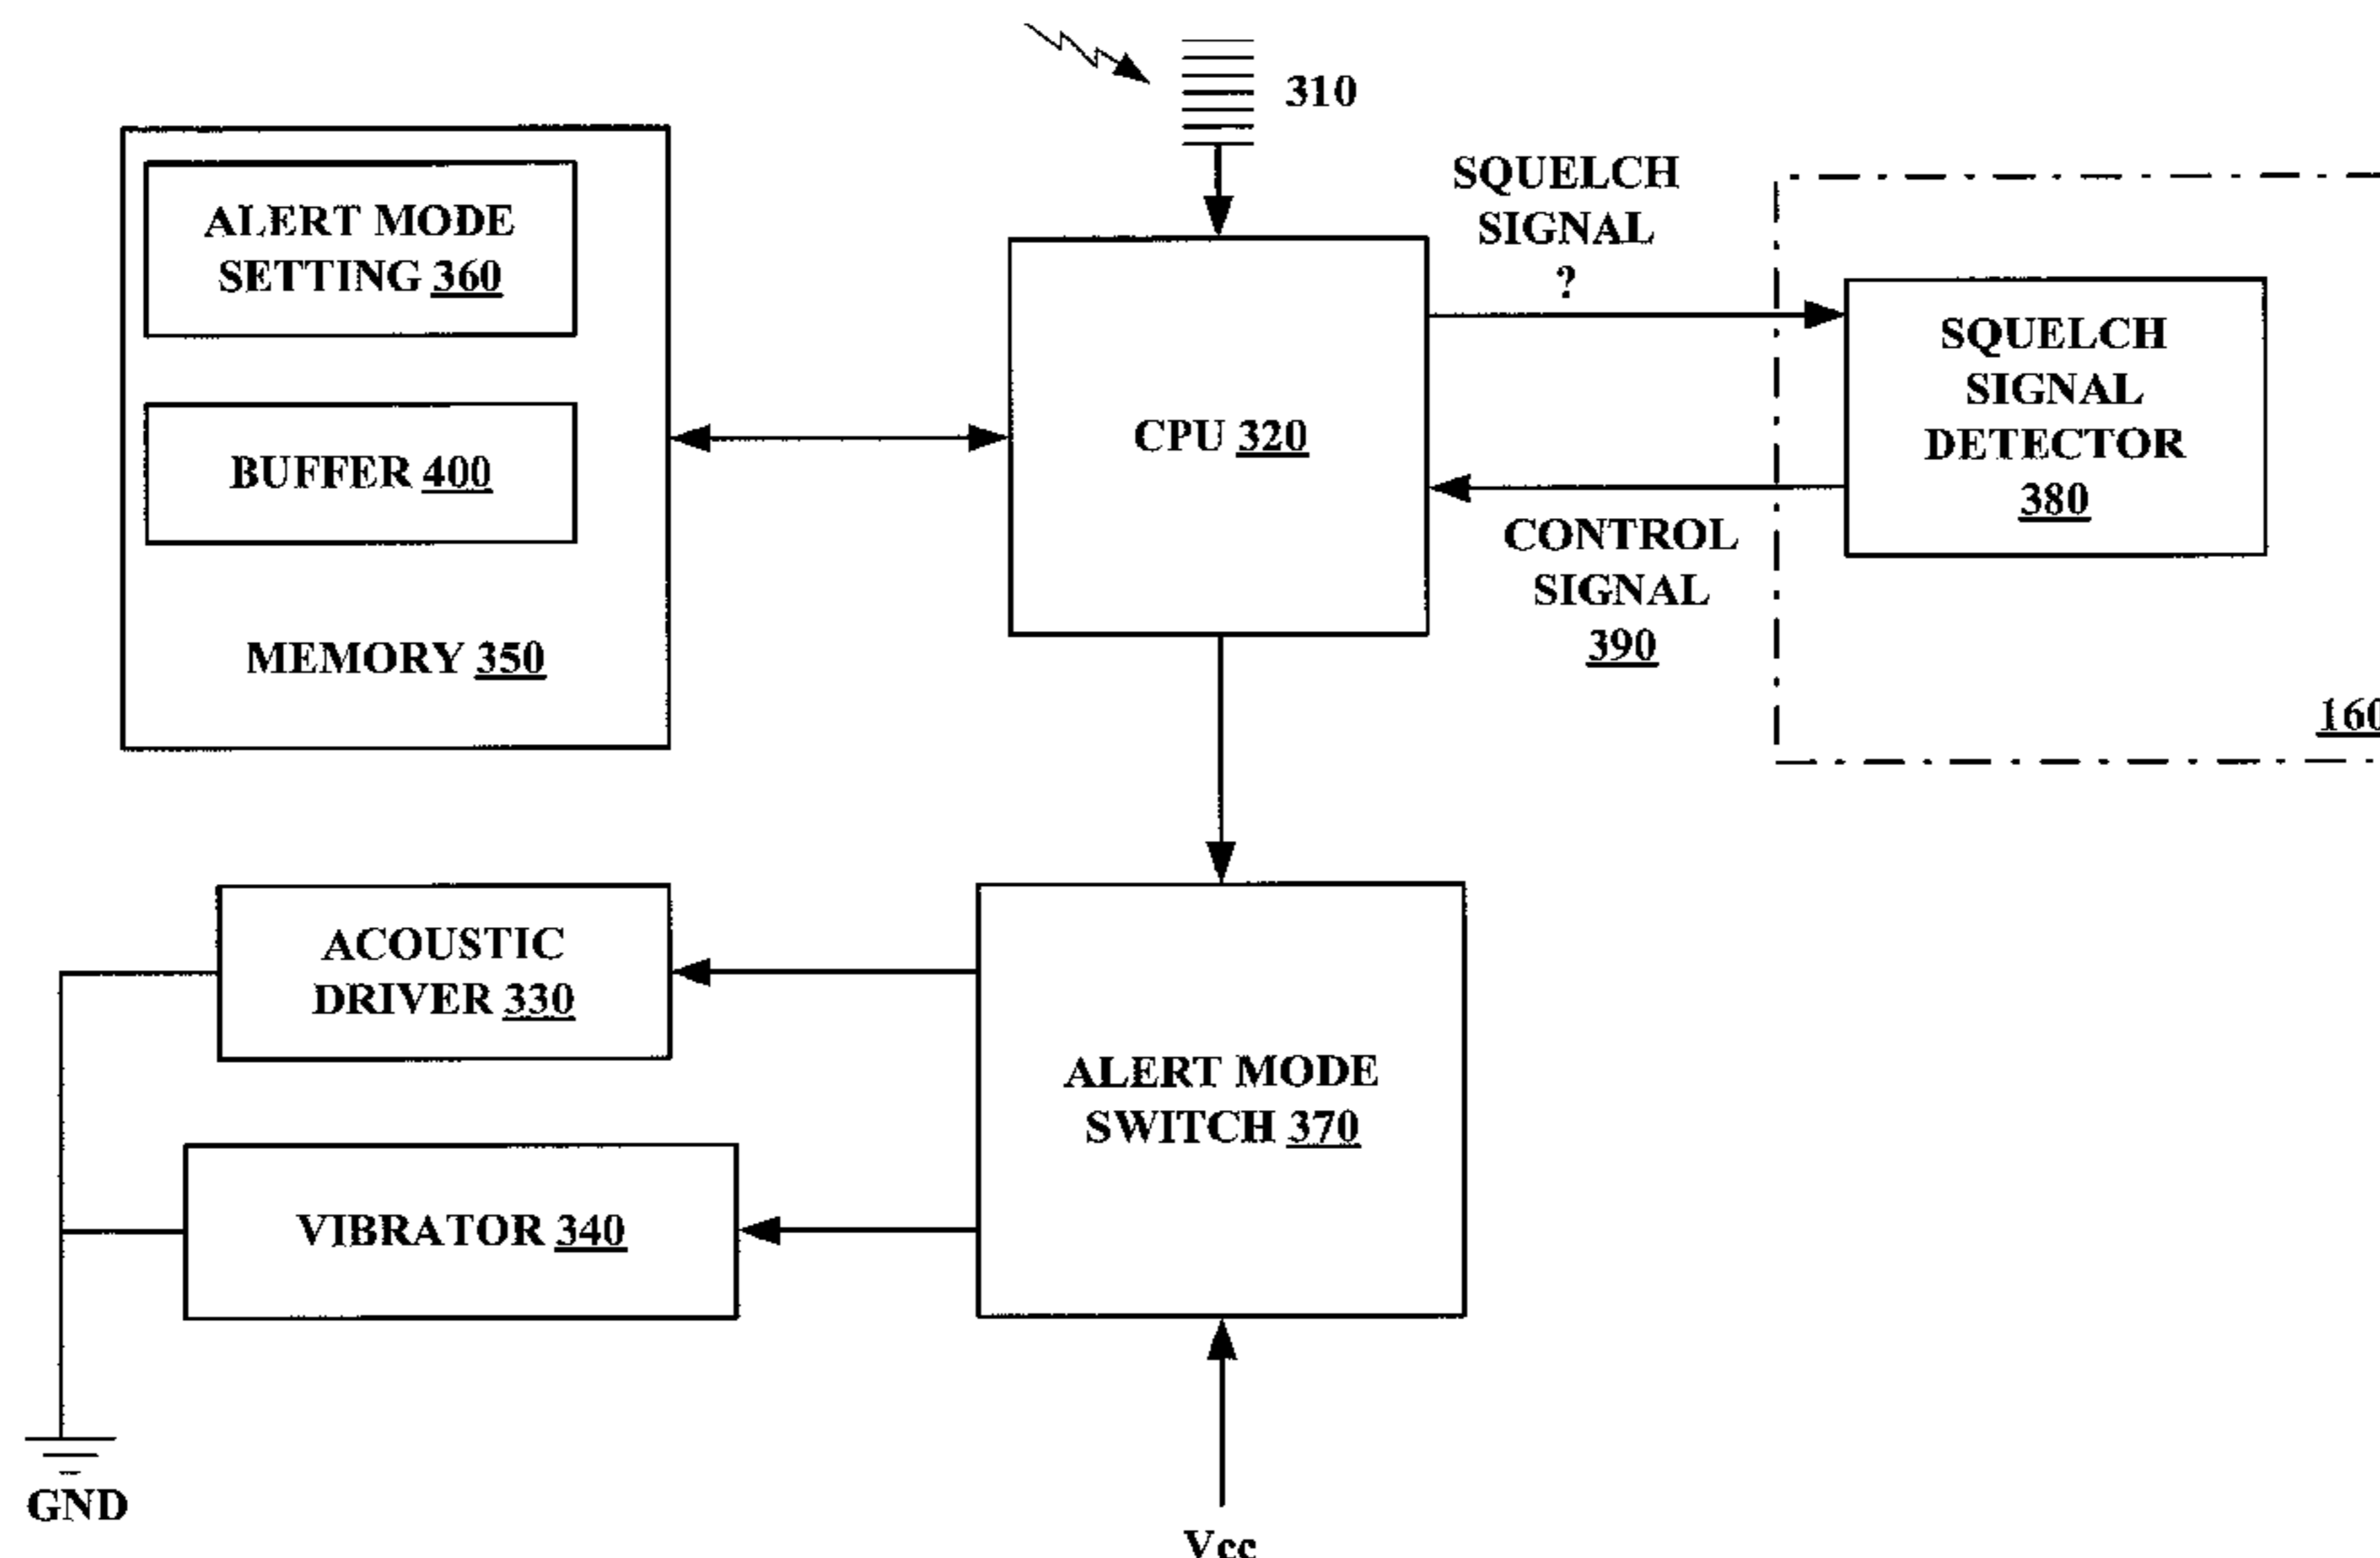 310
SQUELCH
SIGNAL
?
ALERT MODE
SETTING 360
BUFFER 400
MEMORY 350
CPU 320
SQUELCH
SIGNAL
DETECTOR
380
CONTROL
SIGNAL
390
160
ACOUSTIC
DRIVER 330
VIBRATOR 340
ALERT MODE
SWITCH 370
GND
Vcc